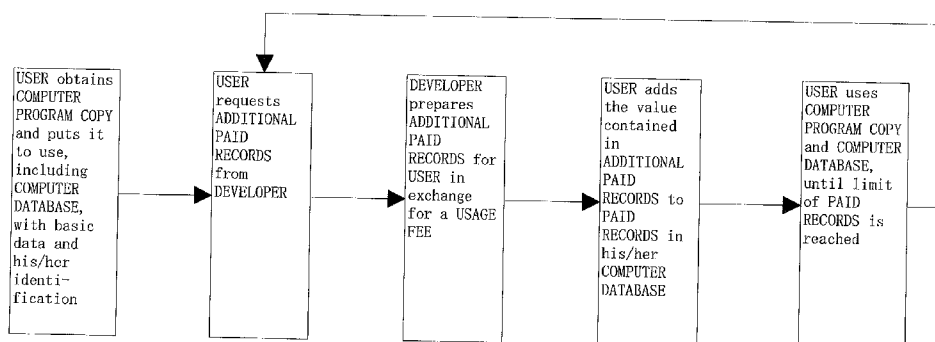 USER obtains
COMPUTER
PROGRAM COPY
and puts it
to use,
including
COMPUTER
DATABASE,
with basic
data and
his/her
identi-
fication
USER
requests
ADDITIONAL
PAID
RECORDS
from
DEVELOPER
DEVELOPER
prepares
ADDITIONAL
PAID
RECORDS for
USER in
exchange
for a USAGE
FEE
USER adds
the value
contained
in
ADDITIONAL
PAID
RECORDS to
PAID
RECORDS in
his/her
COMPUTER
DATABASE
USER uses
COMPUTER
PROGRAM COPY
and COMPUTER
DATABASE,
until limit
of PAID
RECORDS is
reached